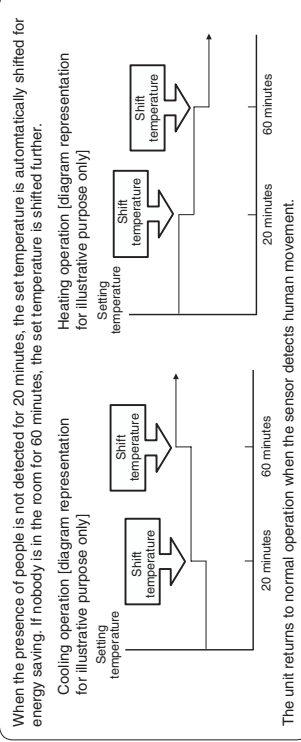 When the presence of people is not detected for 20 minutes, the set temperature is automtatically shifted for
energy saving. If nobody is in the room for 60 minutes, the set temperature is shifted further.
Cooling operation [diagram representation
for illustrative purpose only]
Setting
temperature
Shift
temperature
Shift
temperature
20 minutes
60 minutes
Heating operation [diagram representation
for illustrative purpose only]
Setting
temperature
Shift
temperature
Shift
temperature
20 minutes
60 minutes
The unit returns to normal operation when the sensor detects human movement.